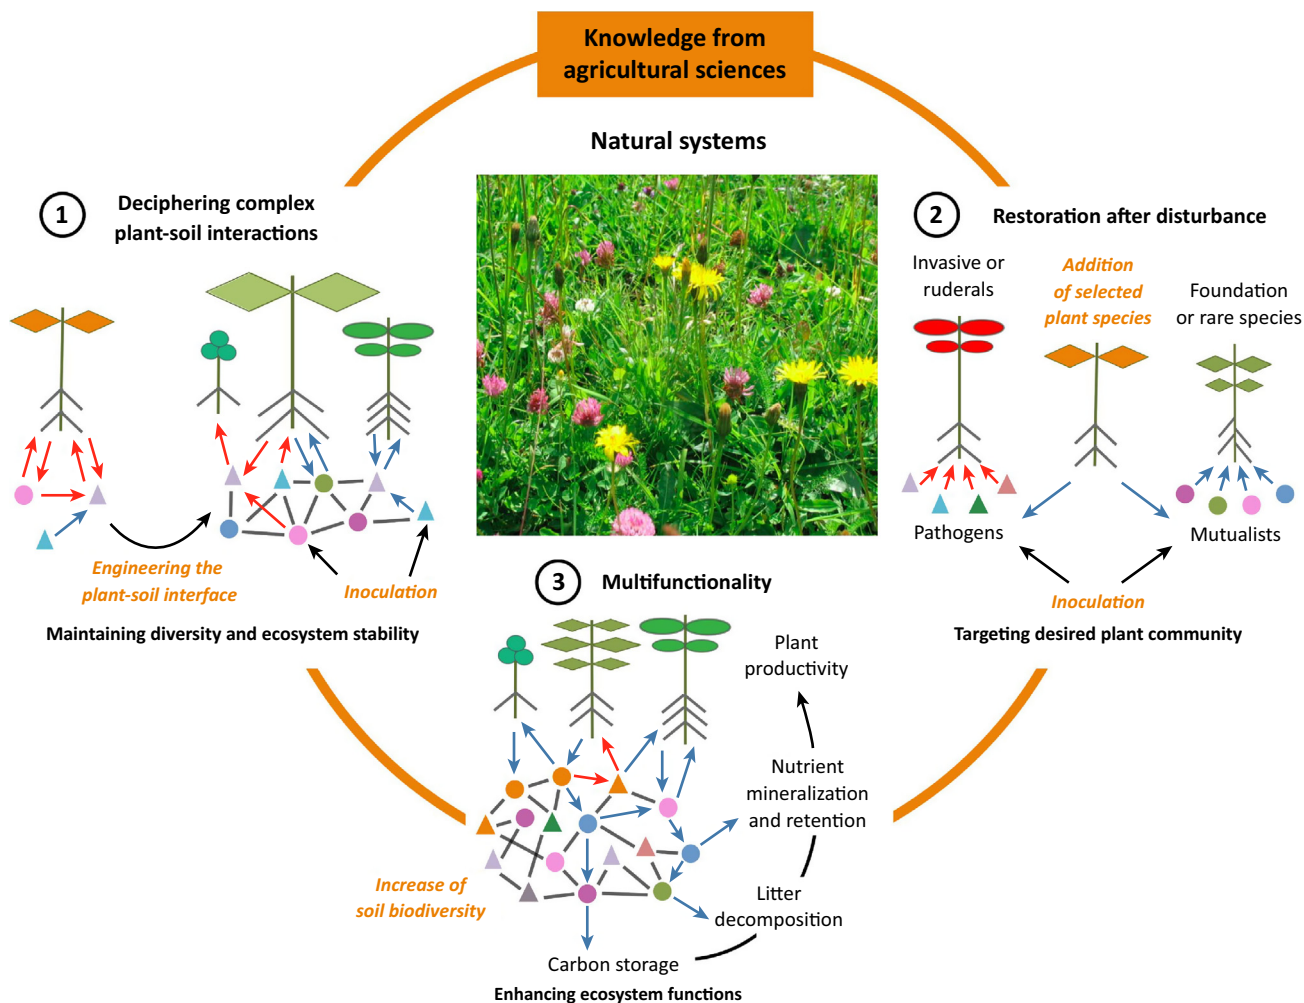 Knowledge from
agricultural sciences
Natural systems
1
Deciphering complex
plant-soil interactions
Engineering the
plant-soil interface
Inoculation
Maintaining diversity and ecosystem stability
2
Restoration after disturbance
Invasive or
ruderals
Addition
of selected
plant species
Foundation
or rare species
Pathogens
Mutualists
Inoculation
Targeting desired plant community
3
Multifunctionality
Plant
productivity
Nutrient
mineralization
and retention
Litter
decomposition
Increase of
soil biodiversity
Carbon storage
Enhancing ecosystem functions